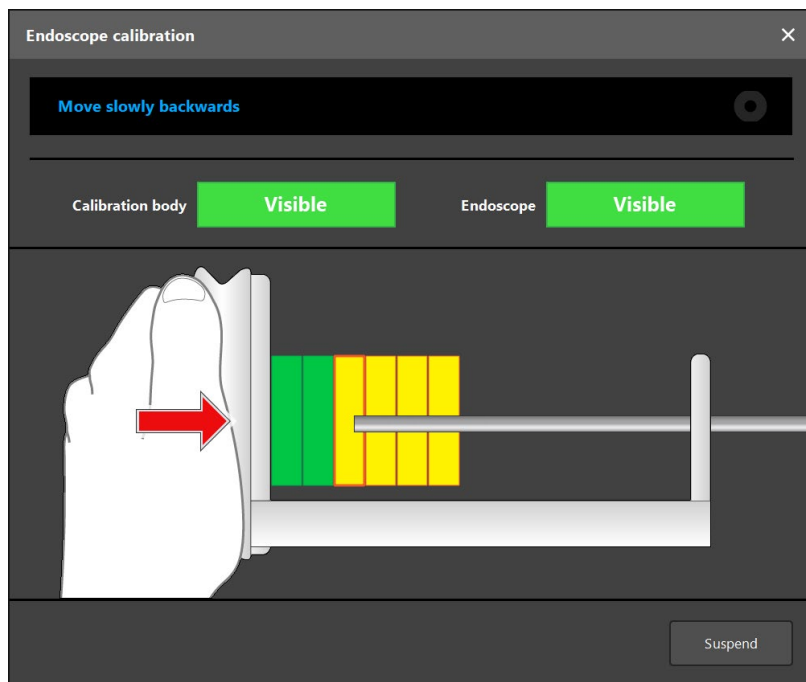 Endoscope calibration
Move slowly backwards
Calibration body Visible Endoscope Visible
Suspend